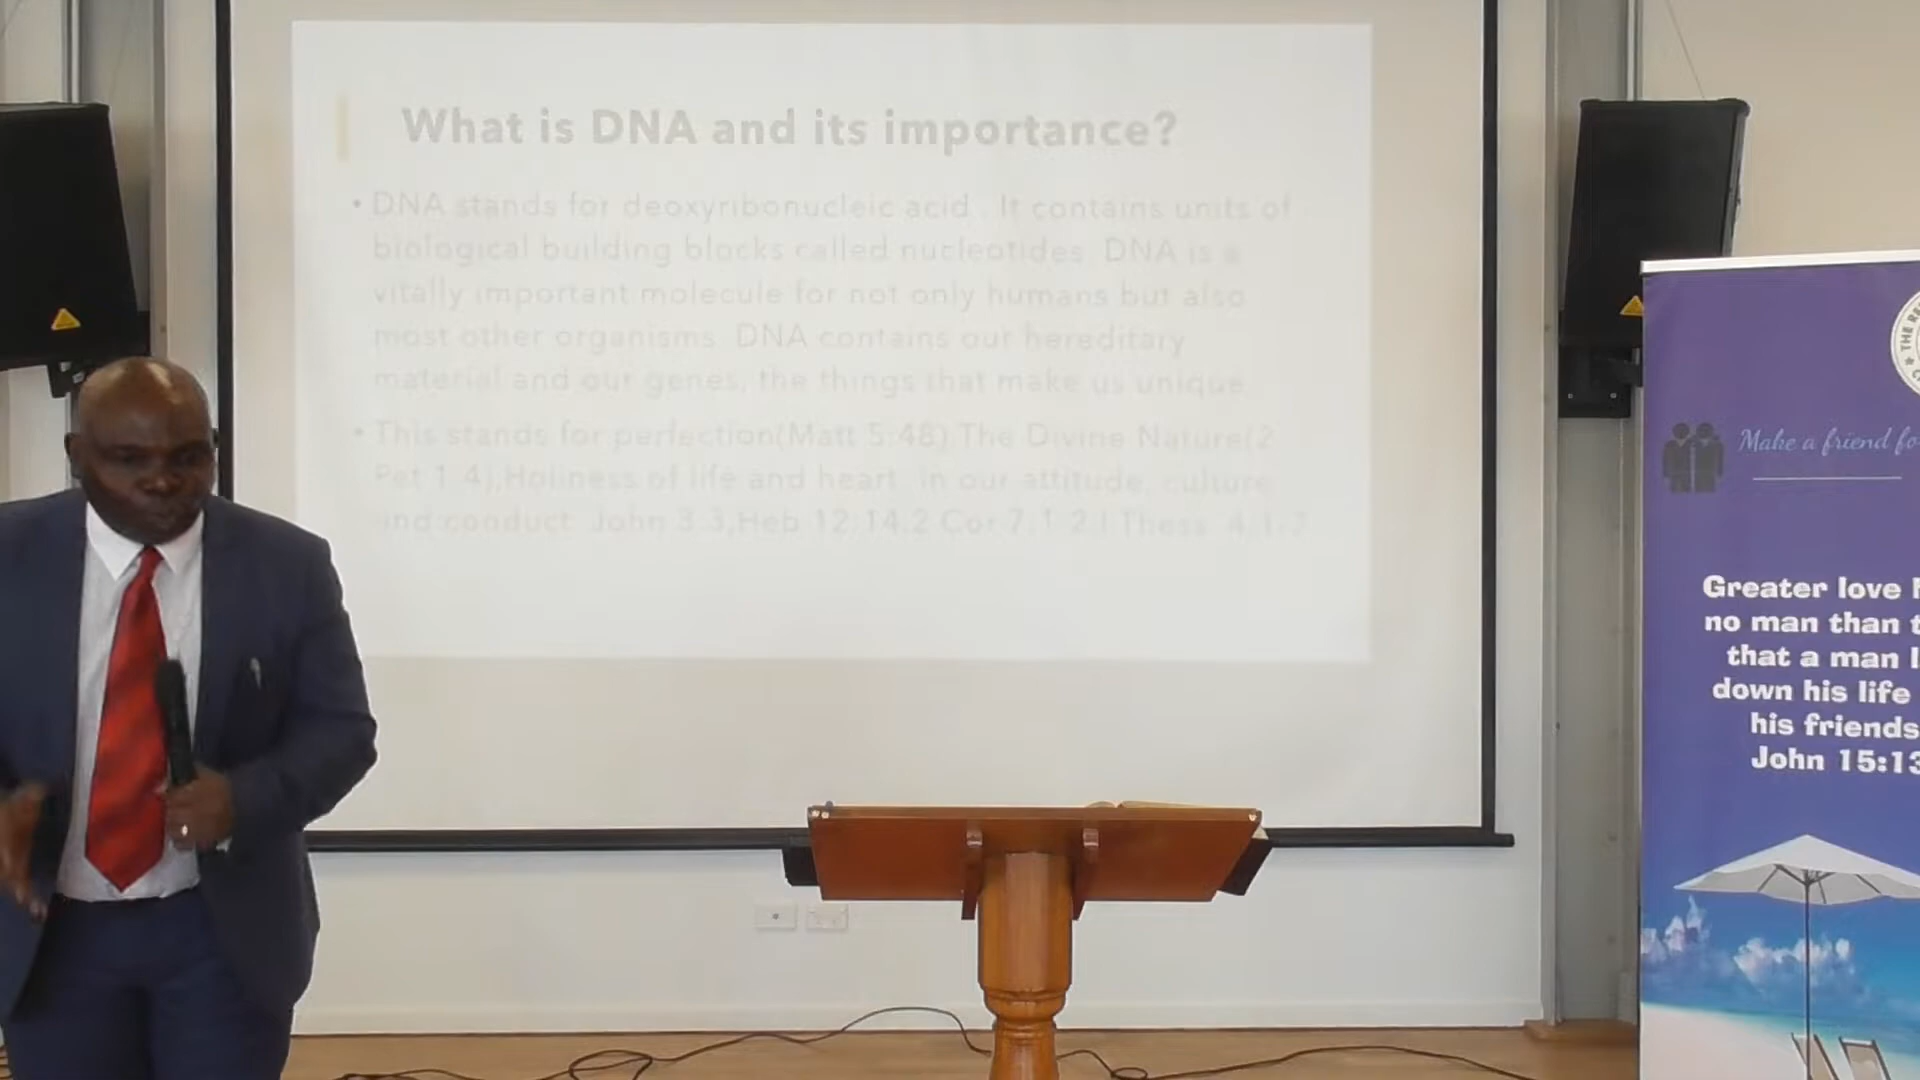 What is DNA and its importance?
• DNA stands for deoxyribonucleic acid . It contains units of
biological building blocks called nucleotides. DNA is a
vitally important molecule for not only humans but also
most other organisms. DNA contains our hereditary
material and our genes, the things that make us unique.
• This stands for perfection(Matt 5:48),The Divine Nature(2
Pet 1:4),Holiness of life and heart, in our attitude, culture
and conduct. John 3:3,Heb 12:14,2 Cor 7:1
THE RE
Make a friend fo
Greater love
no man than
that a man
down his life
his friends
John 15:13